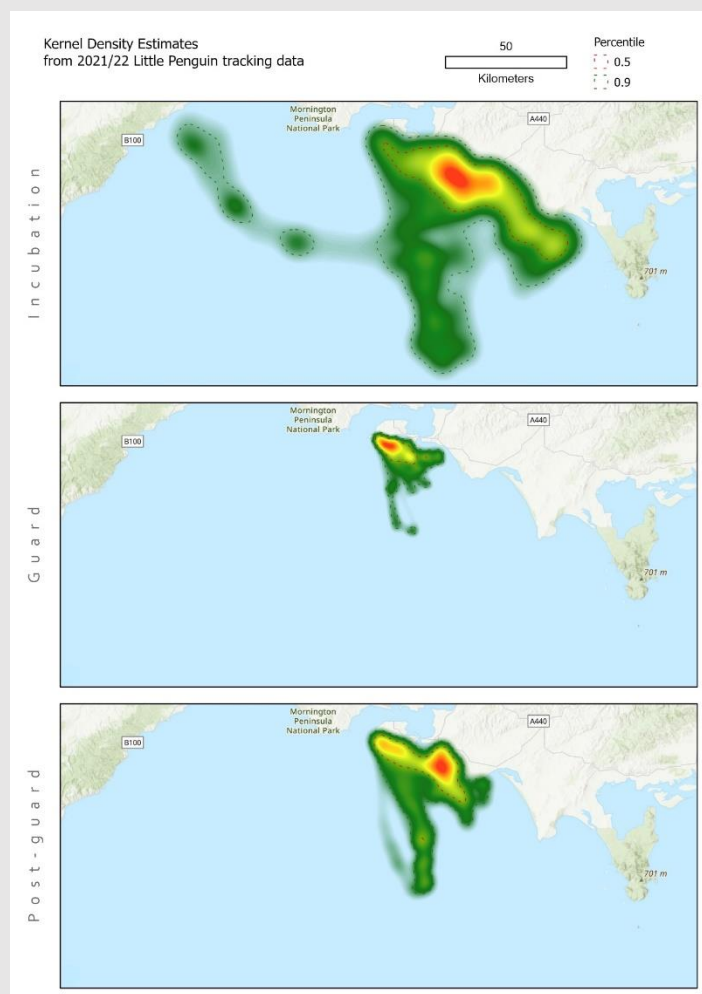 Kernel Density Estimates
from 2021/22 Little Penguin tracking data
50
Kilometers
Percentile
0.5
0.9
Incubation
Mornington
Peninsula
National Park
B100
A440
701 m
Guard
Mornington
Peninsula
National Park
B100
A440
701 m
Post-guard
Mornington
Peninsula
National Park
B100
A440
701 m